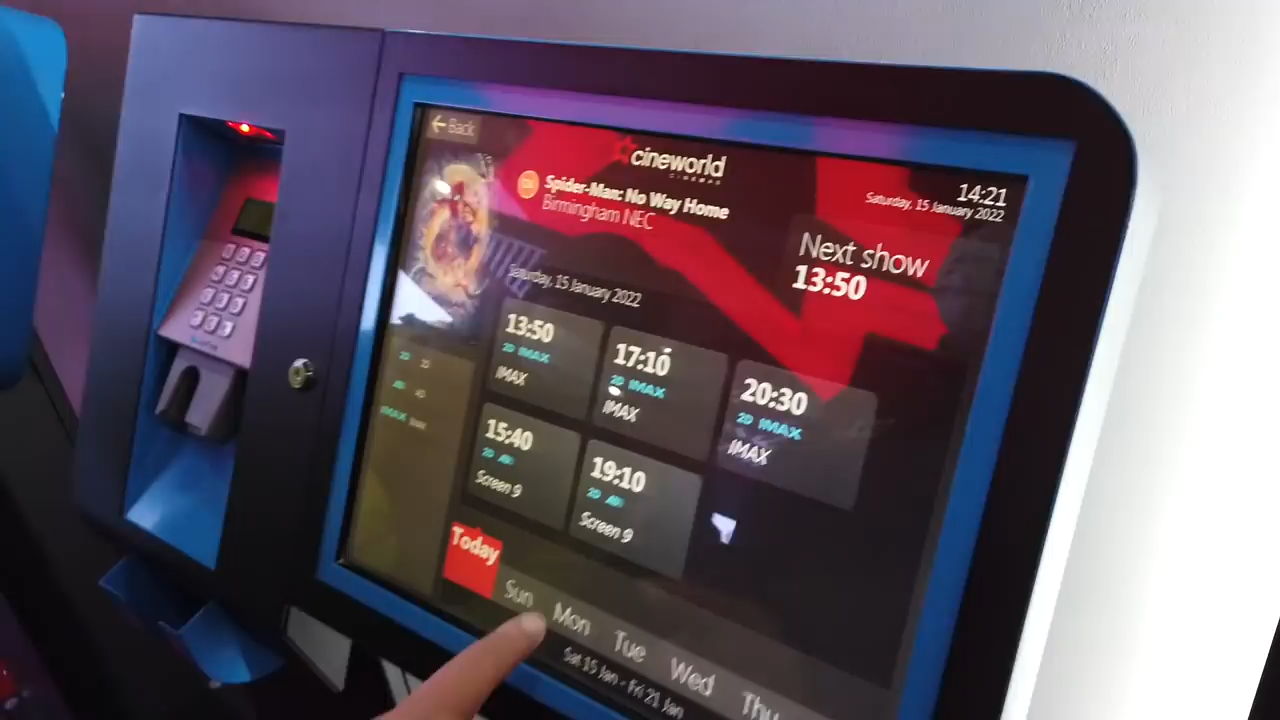 ← Back
cineworld
CINEMAS
Spider-Man: No Way Home
Birmingham NEC
14:21
Saturday, 15 January 2022
Next show
13:50
Saturday, 15 January 2022
13:50
2D IMAX
IMAX
17:10
2D IMAX
IMAX
20:30
2D IMAX
IMAX
15:40
2D
Screen 9
19:10
2D
Screen 9
2D
IMAX
Today
Sun
Mon
Tue
Wed
Thu
Sat 15 Jan - Fri 21 Jan